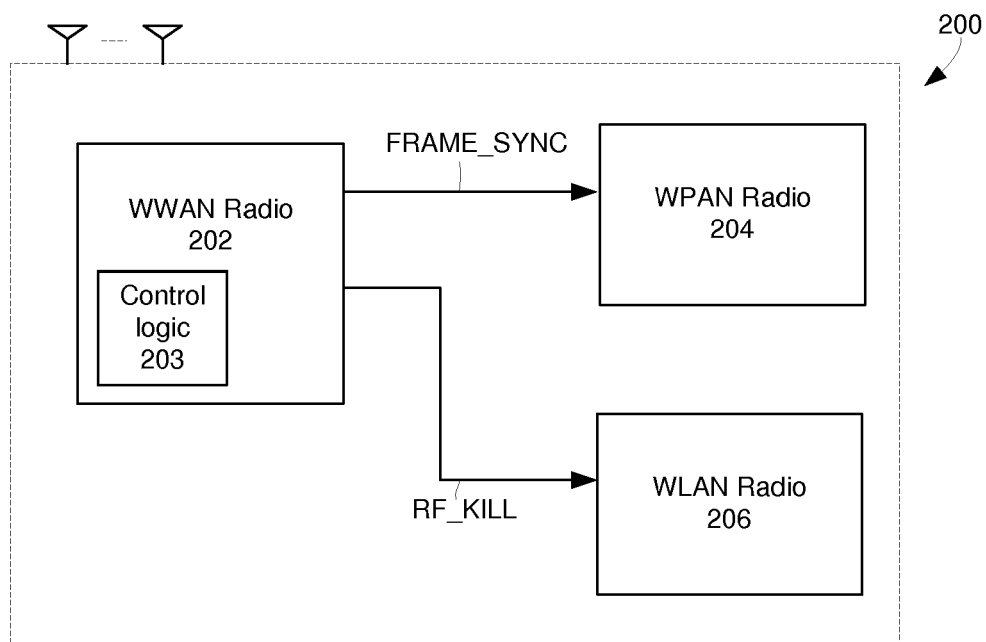 200
FRAME_SYNC
WWAN Radio
202
WPAN Radio
204
Control
logic
203
WLAN Radio
206
RF_KILL